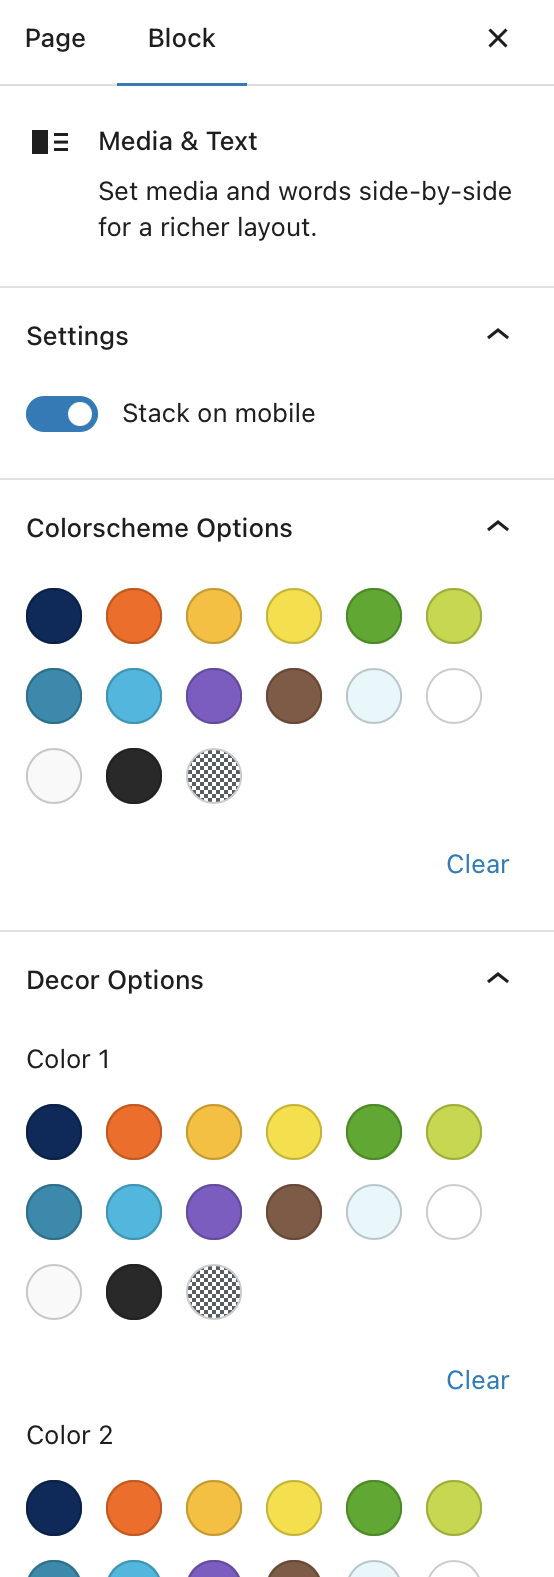 Page Block
Media & Text
Set media and words side-by-side
for a richer layout.
Settings
Stack on mobile
Colorscheme Options
Clear
Decor Options
Color 1
Clear
Color 2